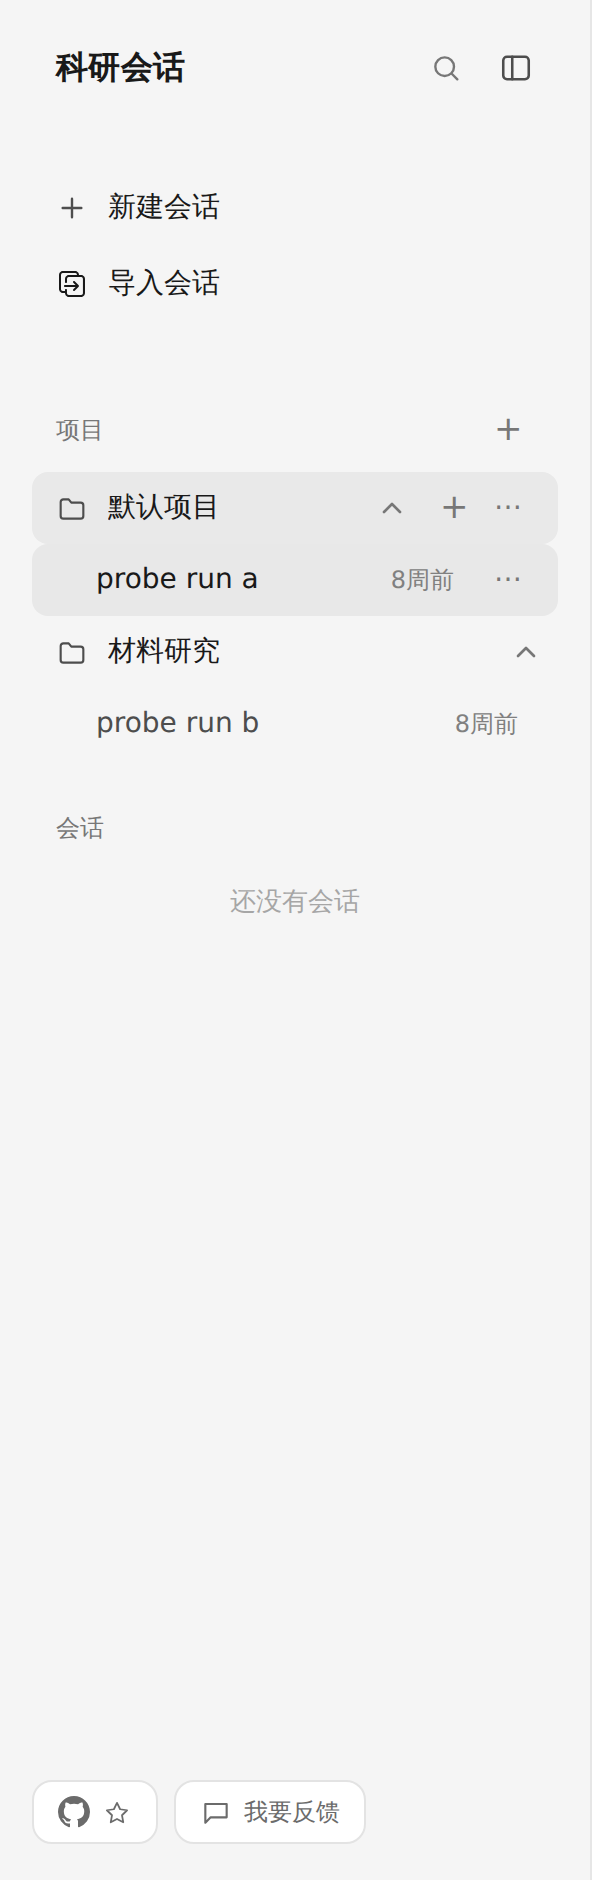 科研会话
新建会话
导入会话
项目
默认项目
probe run a 8周前
材料研究
probe run b 8周前
会话
还没有会话
我要反馈